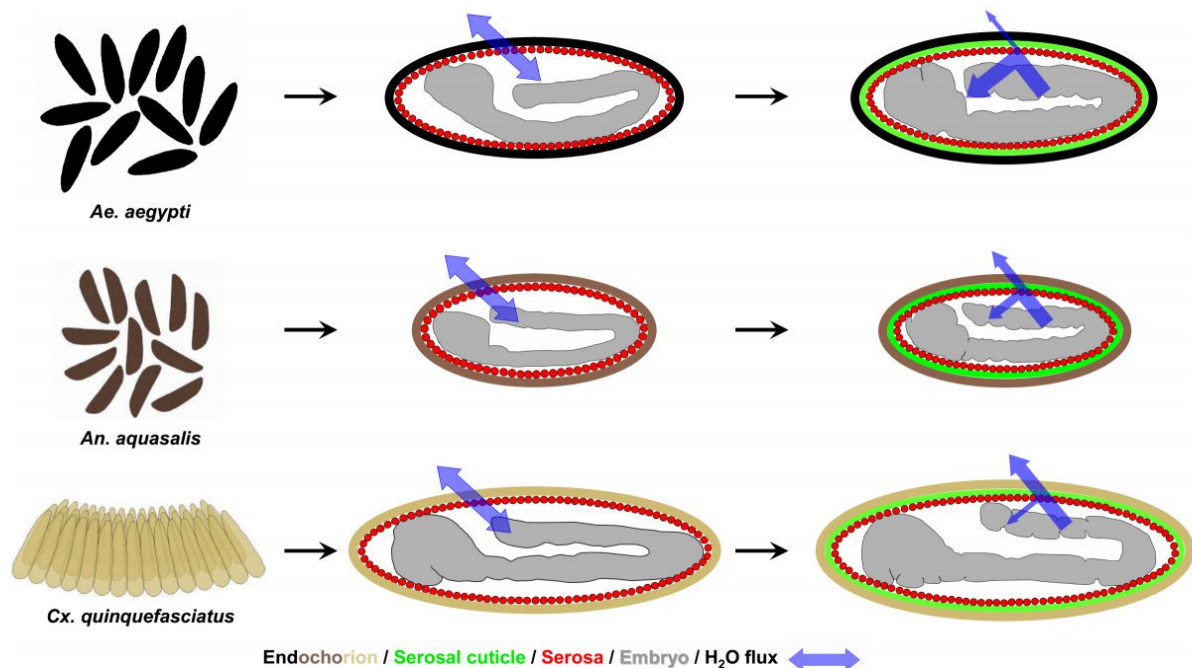 Ae. aegypti
An. aquasalis
Cx. quinquefasciatus
Endochorion / Serosal cuticle / Serosa / Embryo / H₂O flux